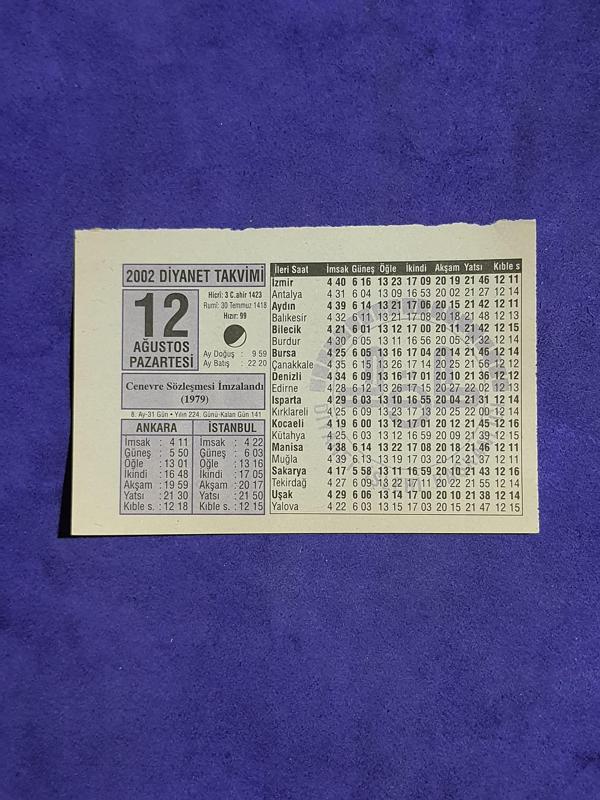 2002 DİYANET TAKVİMİ
12
AĞUSTOS
PAZARTESİ
Hicrî: 3 C.ahir 1423
Rumî: 30 Temmuz 1418
Hızır: 99
Ay Doğuş : 9 59
Ay Batış : 22 20
Cenevre Sözleşmesi İmzalandı
(1979)
8. Ay-31 Gün • Yılın 224. Günü-Kalan Gün 141
ANKARA
İmsak : 4 11
Güneş : 5 50
Öğle : 13 01
İkindi : 16 48
Akşam : 19 59
Yatsı : 21 30
Kıble s. : 12 18
İSTANBUL
İmsak : 4 22
Güneş : 6 03
Öğle : 13 16
İkindi : 17 05
Akşam : 20 17
Yatsı : 21 50
Kıble s. : 12 15
İleri Saat İmsak Güneş Öğle İkindi Akşam Yatsı Kıble s
İzmir 4 40 6 16 13 23 17 09 20 19 21 46 12 11
Antalya 4 31 6 04 13 09 16 53 20 02 21 27 12 14
Aydın 4 39 6 14 13 21 17 06 20 15 21 42 12 11
Balıkesir 4 32 6 11 13 21 17 08 20 18 21 48 12 13
Bilecik 4 21 6 01 13 12 17 00 20 11 21 42 12 15
Burdur 4 30 6 05 13 11 16 56 20 05 21 32 12 14
Bursa 4 25 6 05 13 16 17 04 20 14 21 46 12 14
Çanakkale 4 35 6 15 13 26 17 14 20 24 21 56 12 12
Denizli 4 34 6 09 13 16 17 01 20 10 21 36 12 12
Edirne 4 28 6 12 13 26 17 15 20 27 22 02 12 13
Isparta 4 29 6 03 13 10 16 55 20 04 21 31 12 14
Kırklareli 4 25 6 09 13 23 17 13 20 25 22 00 12 14
Kocaeli 4 19 6 00 13 12 17 01 20 12 21 45 12 16
Kütahya 4 25 6 03 13 12 16 59 20 09 21 39 12 15
Manisa 4 38 6 14 13 22 17 08 20 18 21 46 12 11
Muğla 4 39 6 12 13 19 17 03 20 12 21 37 12 11
Sakarya 4 17 5 58 13 11 16 59 20 10 21 43 12 16
Tekirdağ 4 27 6 09 13 22 17 11 20 22 21 55 12 14
Uşak 4 29 6 06 13 14 17 00 20 10 21 38 12 14
Yalova 4 22 6 03 13 15 17 03 20 15 21 47 12 15